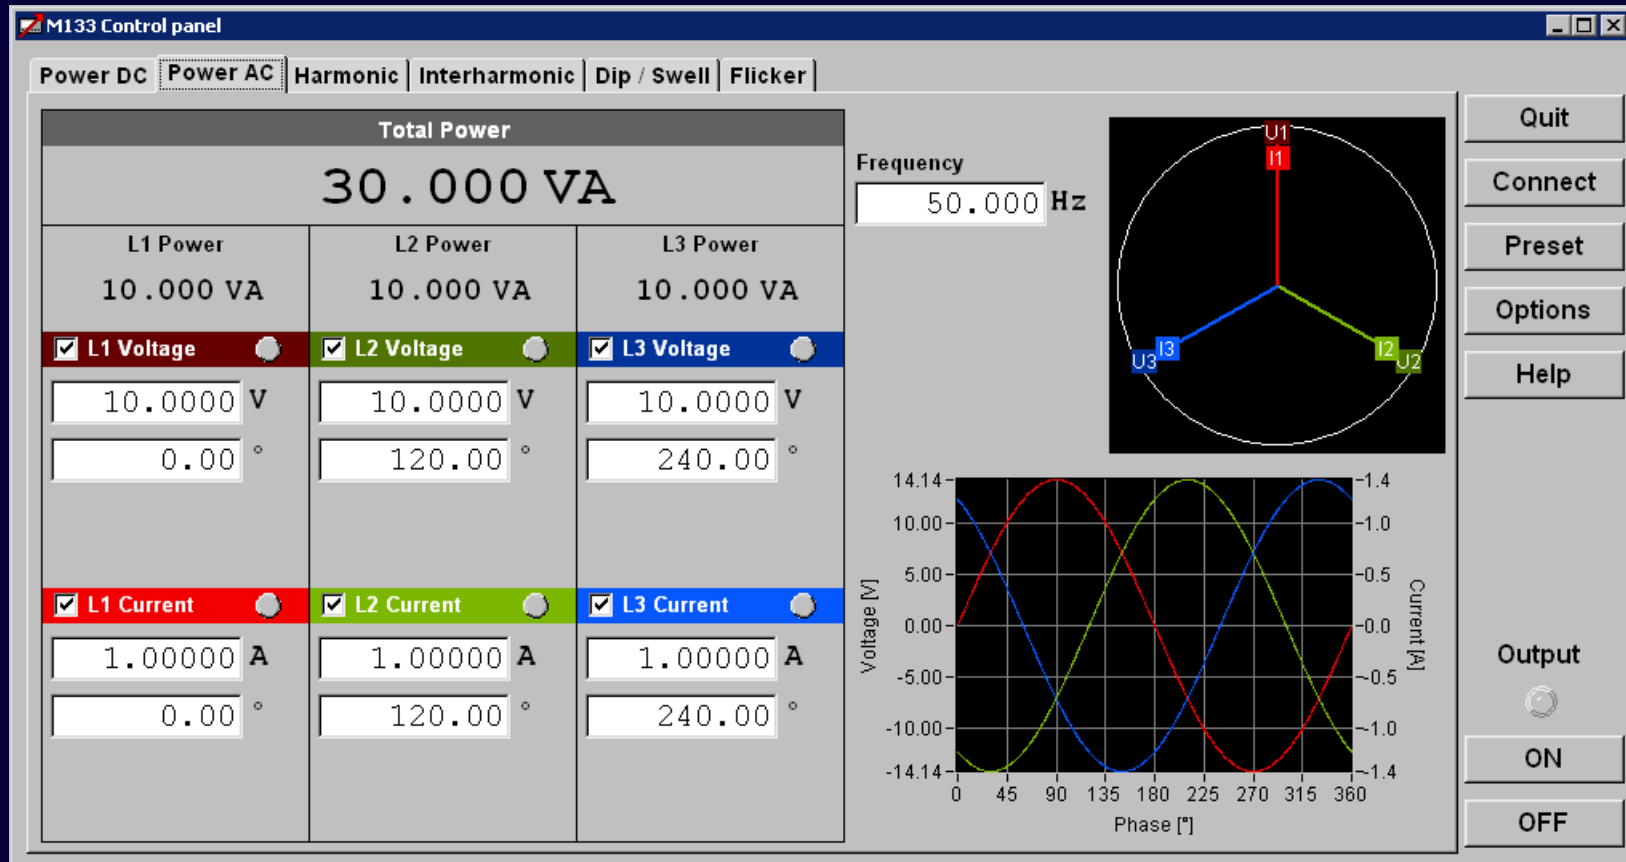 M133 Control panel
Power DC Power AC Harmonic Interharmonic Dip / Swell Flicker
Total Power
30.000 VA
L1 Power L2 Power L3 Power
10.000 VA 10.000 VA 10.000 VA
L1 Voltage L2 Voltage L3 Voltage
10.0000 V 10.0000 V 10.0000 V
0.00 ° 120.00 ° 240.00 °
L1 Current L2 Current L3 Current
1.00000 A 1.00000 A 1.00000 A
0.00 ° 120.00 ° 240.00 °
Frequency
50.000 Hz
U1
I1
I3 I2
U3 U2
14.14
10.00
5.00
0.00
-5.00
-10.00
-14.14
Voltage [V]
1.4
1.0
0.5
0.0
-0.5
-1.0
-1.4
Current [A]
0 45 90 135 180 225 270 315 360
Phase [°]
Quit
Connect
Preset
Options
Help
Output
ON
OFF